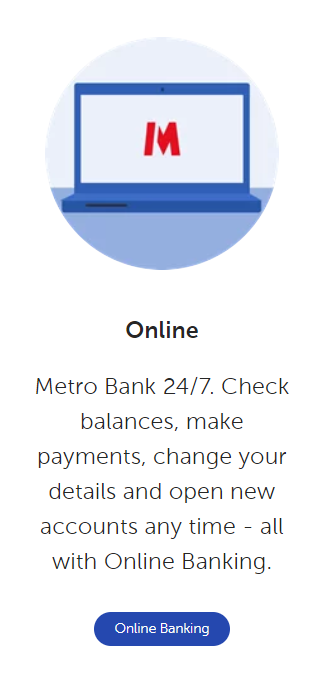 M
Online
Metro Bank 24/7. Check
balances, make
payments, change your
details and open new
accounts any time - all
with Online Banking.
Online Banking